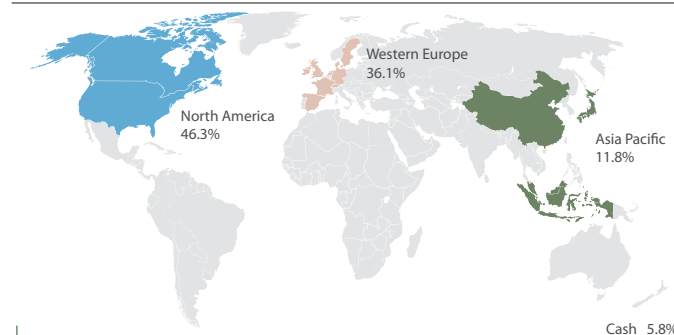 Western Europe
36.1%
North America
46.3%
Asia Pacific
11.8%
Cash 5.8%